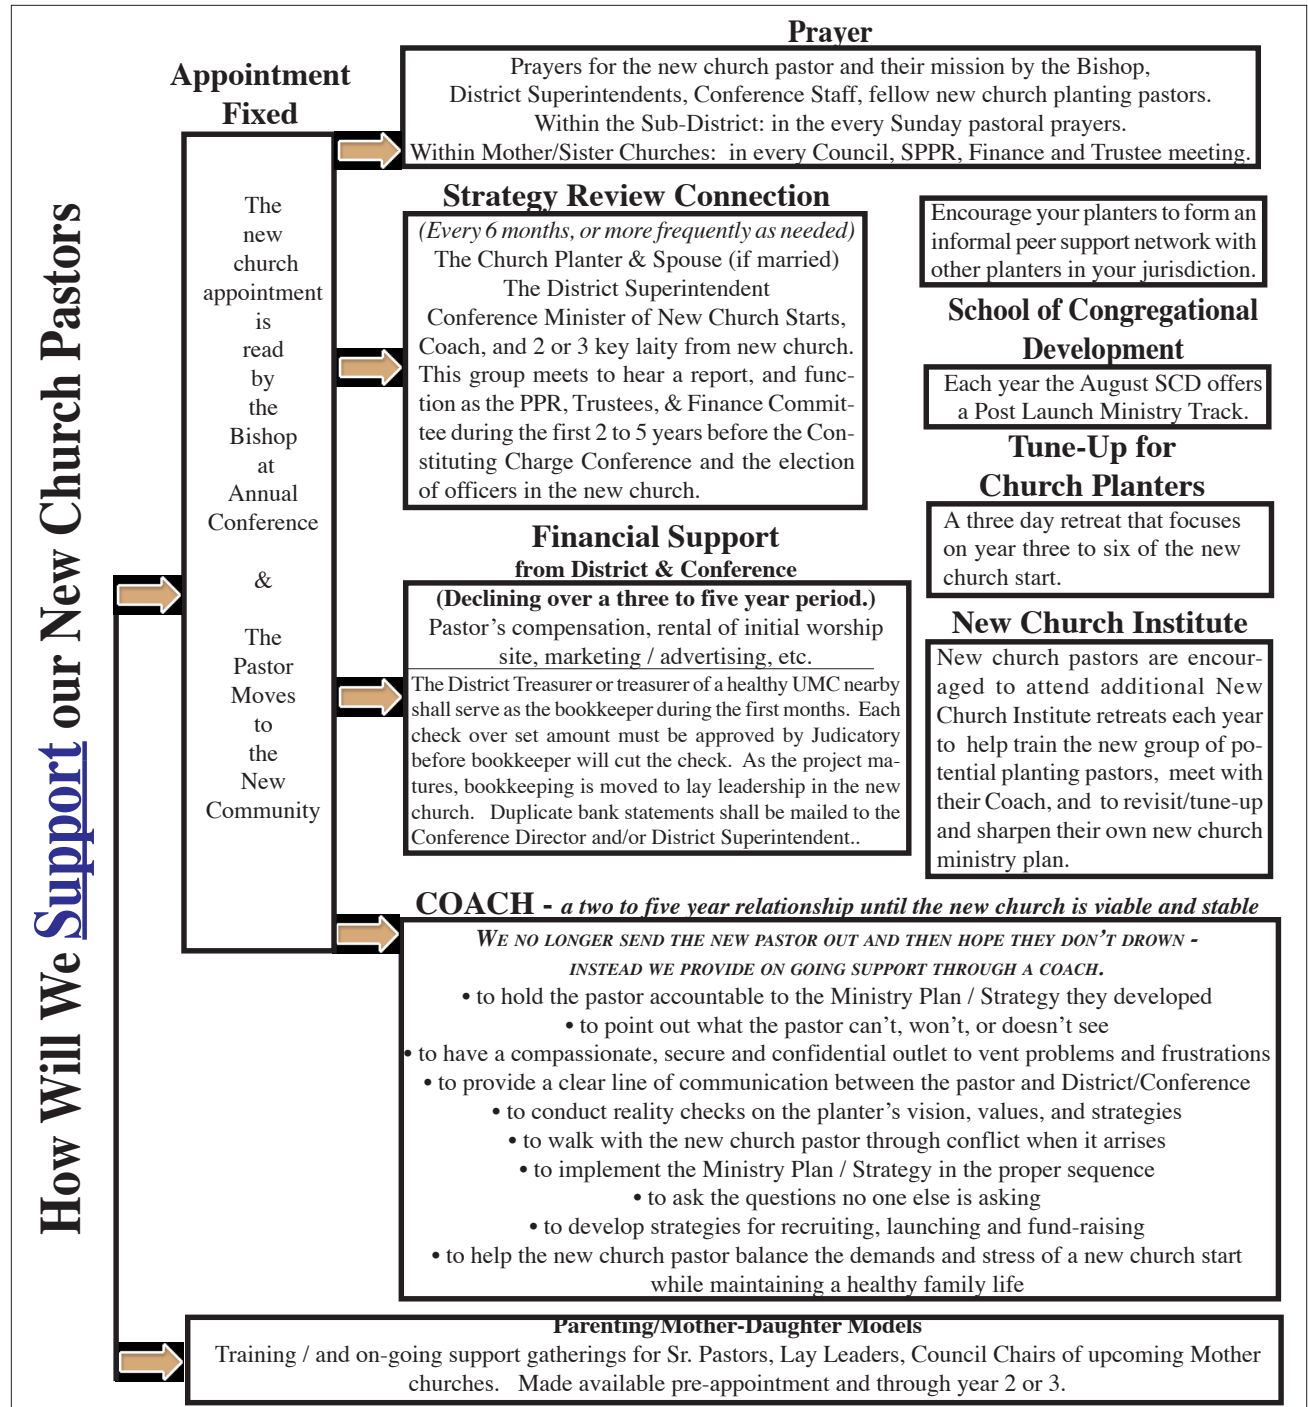 How Will We Support our New Church Pastors
Appointment
Fixed
The
new
church
appointment
is
read
by
the
Bishop
at
Annual
Conference
&
The
Pastor
Moves
to
the
New
Community
Prayer
Prayers for the new church pastor and their mission by the Bishop,
District Superintendents, Conference Staff, fellow new church planting pastors.
Within the Sub-District: in the every Sunday pastoral prayers.
Within Mother/Sister Churches:  in every Council, SPPR, Finance and Trustee meeting.
Strategy Review Connection
(Every 6 months, or more frequently as needed)
The Church Planter & Spouse (if married)
The District Superintendent
Conference Minister of New Church Starts,
Coach, and 2 or 3 key laity from new church.
This group meets to hear a report, and func-
tion as the PPR, Trustees, & Finance Commit-
tee during the first 2 to 5 years before the Con-
stituting Charge Conference and the election
of officers in the new church.
Financial Support
from District & Conference
(Declining over a three to five year period.)
Pastor's compensation, rental of initial worship
site, marketing / advertising, etc.
The District Treasurer or treasurer of a healthy UMC nearby
shall serve as the bookkeeper during the first months.  Each
check over set amount must be approved by Judicatory
before bookkeeper will cut the check.  As the project ma-
tures, bookkeeping is moved to lay leadership in the new
church.   Duplicate bank statements shall be mailed to the
Conference Director and/or District Superintendent..
Encourage your planters to form an
informal peer support network with
other planters in your jurisdiction.
School of Congregational
Development
Each year the August SCD offers
a Post Launch Ministry Track.
Tune-Up for
Church Planters
A three day retreat that focuses
on year three to six of the new
church start.
New Church Institute
New church pastors are encour-
aged to attend additional New
Church Institute retreats each year
to help train the new group of po-
tential planting pastors,  meet with
their Coach, and to revisit/tune-up
and sharpen their own new church
ministry plan.
COACH - a two to five year relationship until the new church is viable and stable
WE NO LONGER SEND THE NEW PASTOR OUT AND THEN HOPE THEY DON'T DROWN -
INSTEAD WE PROVIDE ON GOING SUPPORT THROUGH A COACH.
• to hold the pastor accountable to the Ministry Plan / Strategy they developed
• to point out what the pastor can't, won't, or doesn't see
• to have a compassionate, secure and confidential outlet to vent problems and frustrations
• to provide a clear line of communication between the pastor and District/Conference
• to conduct reality checks on the planter's vision, values, and strategies
• to walk with the new church pastor through conflict when it arrises
• to implement the Ministry Plan / Strategy in the proper sequence
• to ask the questions no one else is asking
• to develop strategies for recruiting, launching and fund-raising
• to help the new church pastor balance the demands and stress of a new church start
while maintaining a healthy family life
Parenting/Mother-Daughter Models
Training / and on-going support gatherings for Sr. Pastors, Lay Leaders, Council Chairs of upcoming Mother
churches.   Made available pre-appointment and through year 2 or 3.